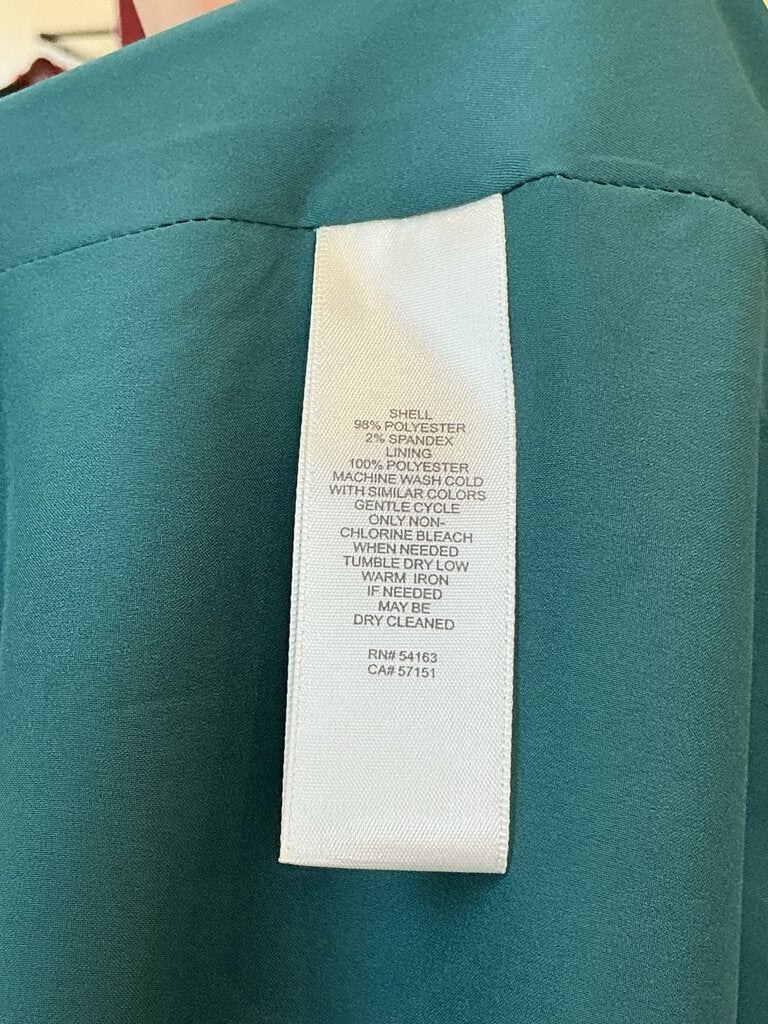 SHELL
98% POLYESTER
2% SPANDEX
LINING
100% POLYESTER
MACHINE WASH COLD
WITH SIMILAR COLORS
GENTLE CYCLE
ONLY NON-
CHLORINE BLEACH
WHEN NEEDED
TUMBLE DRY LOW
WARM IRON
IF NEEDED
MAY BE
DRY CLEANED
RN# 54163
CA# 57151